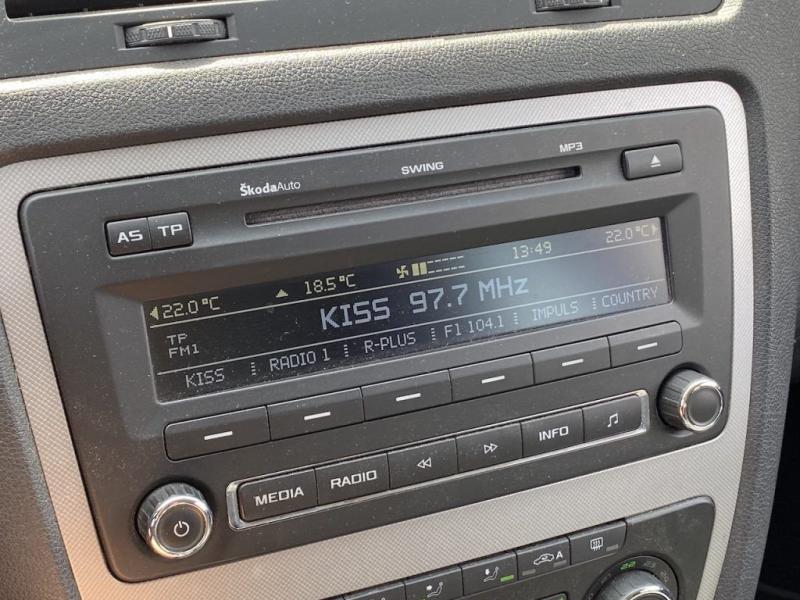 SWING
MP3
ŠkodaAuto
AS TP
22.0°C 18.5°C 13:49 22.0°C
KISS 97.7 MHz
TP
FM1
KISS RADIO 1 R-PLUS F1 104.1 IMPULS COUNTRY
MEDIA RADIO INFO
A
22